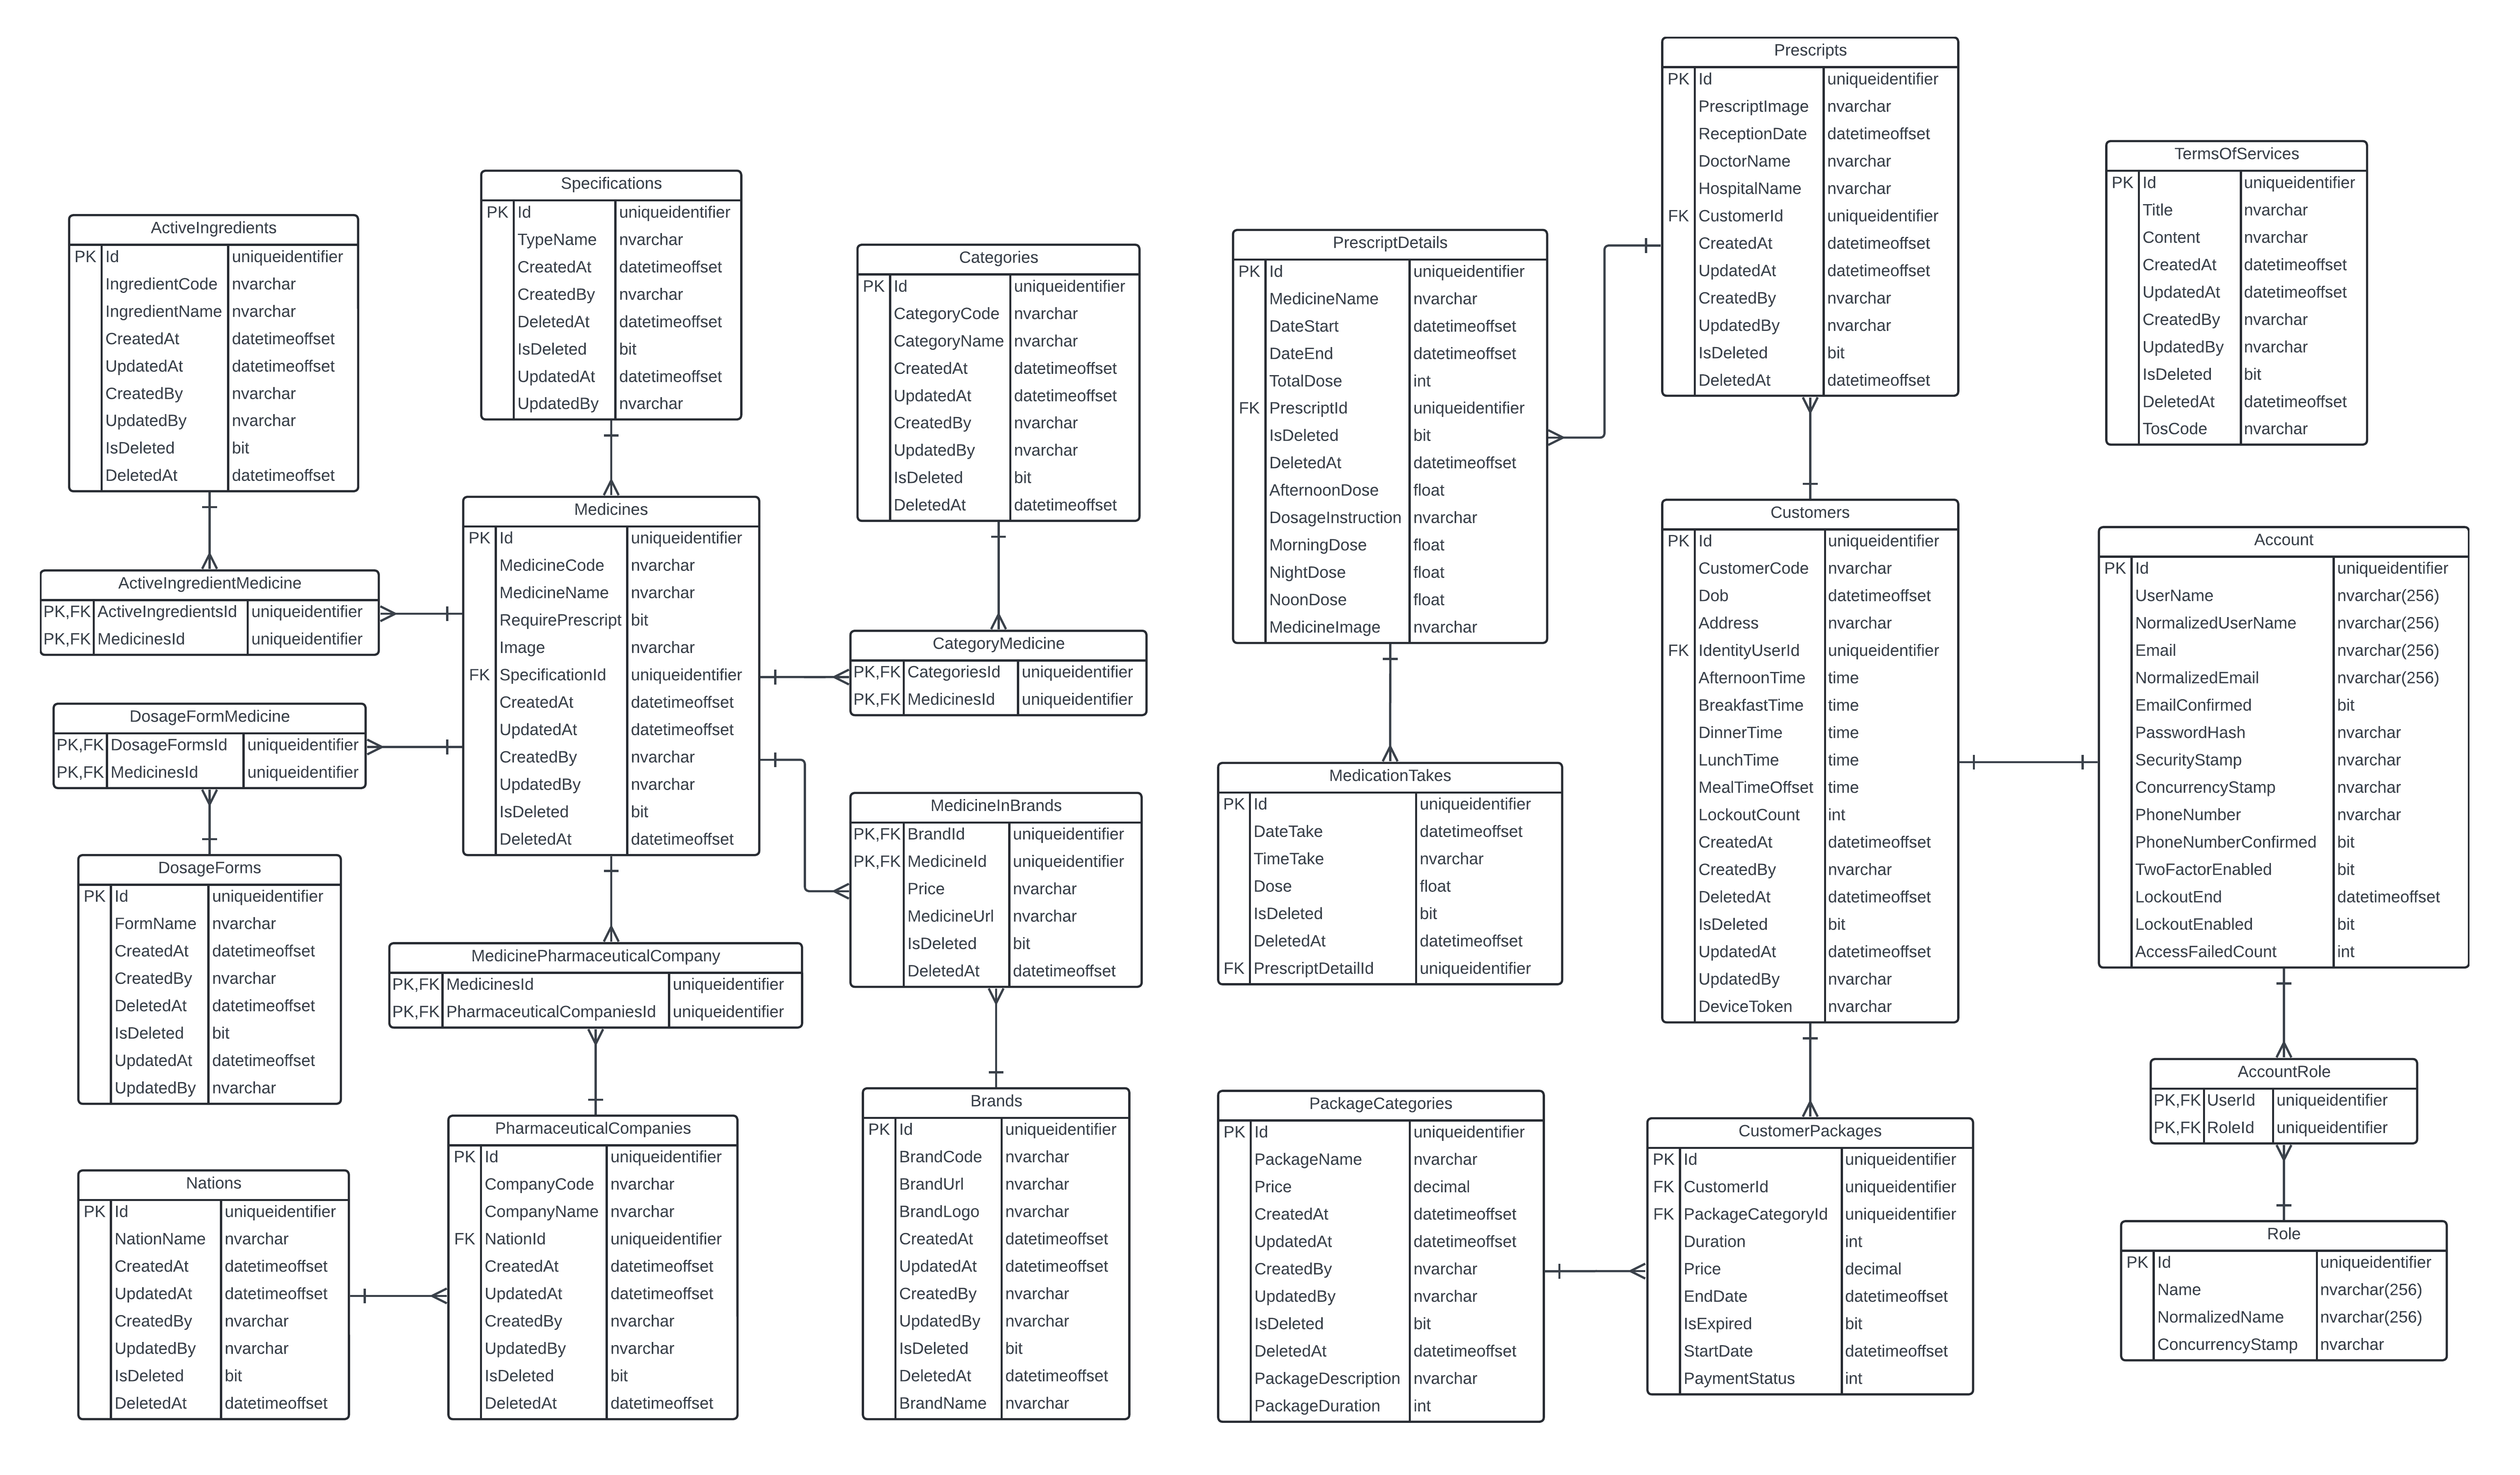 ActiveIngredients
PK Id uniqueidentifier
IngredientCode nvarchar
IngredientName nvarchar
CreatedAt datetimeoffset
UpdatedAt datetimeoffset
CreatedBy nvarchar
UpdatedBy nvarchar
IsDeleted bit
DeletedAt datetimeoffset
ActiveIngredientMedicine
PK,FK ActiveIngredientsId uniqueidentifier
PK,FK MedicinesId uniqueidentifier
DosageFormMedicine
PK,FK DosageFormsId uniqueidentifier
PK,FK MedicinesId uniqueidentifier
DosageForms
PK Id uniqueidentifier
FormName nvarchar
CreatedAt datetimeoffset
CreatedBy nvarchar
DeletedAt datetimeoffset
IsDeleted bit
UpdatedAt datetimeoffset
UpdatedBy nvarchar
Nations
PK Id uniqueidentifier
NationName nvarchar
CreatedAt datetimeoffset
UpdatedAt datetimeoffset
CreatedBy nvarchar
UpdatedBy nvarchar
IsDeleted bit
DeletedAt datetimeoffset
Specifications
PK Id uniqueidentifier
TypeName nvarchar
CreatedAt datetimeoffset
CreatedBy nvarchar
DeletedAt datetimeoffset
IsDeleted bit
UpdatedAt datetimeoffset
UpdatedBy nvarchar
Medicines
PK Id uniqueidentifier
MedicineCode nvarchar
MedicineName nvarchar
RequirePrescript bit
Image nvarchar
FK SpecificationId uniqueidentifier
CreatedAt datetimeoffset
UpdatedAt datetimeoffset
CreatedBy nvarchar
UpdatedBy nvarchar
IsDeleted bit
DeletedAt datetimeoffset
MedicinePharmaceuticalCompany
PK,FK MedicinesId uniqueidentifier
PK,FK PharmaceuticalCompaniesId uniqueidentifier
PharmaceuticalCompanies
PK Id uniqueidentifier
CompanyCode nvarchar
CompanyName nvarchar
FK NationId uniqueidentifier
CreatedAt datetimeoffset
UpdatedAt datetimeoffset
CreatedBy nvarchar
UpdatedBy nvarchar
IsDeleted bit
DeletedAt datetimeoffset
Categories
PK Id uniqueidentifier
CategoryCode nvarchar
CategoryName nvarchar
CreatedAt datetimeoffset
UpdatedAt datetimeoffset
CreatedBy nvarchar
UpdatedBy nvarchar
IsDeleted bit
DeletedAt datetimeoffset
CategoryMedicine
PK,FK CategoriesId uniqueidentifier
PK,FK MedicinesId uniqueidentifier
MedicineInBrands
PK,FK BrandId uniqueidentifier
PK,FK MedicineId uniqueidentifier
Price nvarchar
MedicineUrl nvarchar
IsDeleted bit
DeletedAt datetimeoffset
Brands
PK Id uniqueidentifier
BrandCode nvarchar
BrandUrl nvarchar
BrandLogo nvarchar
CreatedAt datetimeoffset
UpdatedAt datetimeoffset
CreatedBy nvarchar
UpdatedBy nvarchar
IsDeleted bit
DeletedAt datetimeoffset
BrandName nvarchar
PrescriptDetails
PK Id uniqueidentifier
MedicineName nvarchar
DateStart datetimeoffset
DateEnd datetimeoffset
TotalDose int
FK PrescriptId uniqueidentifier
IsDeleted bit
DeletedAt datetimeoffset
AfternoonDose float
DosageInstruction nvarchar
MorningDose float
NightDose float
NoonDose float
MedicineImage nvarchar
MedicationTakes
PK Id uniqueidentifier
DateTake datetimeoffset
TimeTake nvarchar
Dose float
IsDeleted bit
DeletedAt datetimeoffset
FK PrescriptDetailId uniqueidentifier
PackageCategories
PK Id uniqueidentifier
PackageName nvarchar
Price decimal
CreatedAt datetimeoffset
UpdatedAt datetimeoffset
CreatedBy nvarchar
UpdatedBy nvarchar
IsDeleted bit
DeletedAt datetimeoffset
PackageDescription nvarchar
PackageDuration int
Prescripts
PK Id uniqueidentifier
PrescriptImage nvarchar
ReceptionDate datetimeoffset
DoctorName nvarchar
HospitalName nvarchar
FK CustomerId uniqueidentifier
CreatedAt datetimeoffset
UpdatedAt datetimeoffset
CreatedBy nvarchar
UpdatedBy nvarchar
IsDeleted bit
DeletedAt datetimeoffset
Customers
PK Id uniqueidentifier
CustomerCode nvarchar
Dob datetimeoffset
Address nvarchar
FK IdentityUserId uniqueidentifier
AfternoonTime time
BreakfastTime time
DinnerTime time
LunchTime time
MealTimeOffset time
LockoutCount int
CreatedAt datetimeoffset
CreatedBy nvarchar
DeletedAt datetimeoffset
IsDeleted bit
UpdatedAt datetimeoffset
UpdatedBy nvarchar
DeviceToken nvarchar
CustomerPackages
PK Id uniqueidentifier
FK CustomerId uniqueidentifier
FK PackageCategoryId uniqueidentifier
Duration int
Price decimal
EndDate datetimeoffset
IsExpired bit
StartDate datetimeoffset
PaymentStatus int
TermsOfServices
PK Id uniqueidentifier
Title nvarchar
Content nvarchar
CreatedAt datetimeoffset
UpdatedAt datetimeoffset
CreatedBy nvarchar
UpdatedBy nvarchar
IsDeleted bit
DeletedAt datetimeoffset
TosCode nvarchar
Account
PK Id uniqueidentifier
UserName nvarchar(256)
NormalizedUserName nvarchar(256)
Email nvarchar(256)
NormalizedEmail nvarchar(256)
EmailConfirmed bit
PasswordHash nvarchar
SecurityStamp nvarchar
ConcurrencyStamp nvarchar
PhoneNumber nvarchar
PhoneNumberConfirmed bit
TwoFactorEnabled bit
LockoutEnd datetimeoffset
LockoutEnabled bit
AccessFailedCount int
AccountRole
PK,FK UserId uniqueidentifier
PK,FK RoleId uniqueidentifier
Role
PK Id uniqueidentifier
Name nvarchar(256)
NormalizedName nvarchar(256)
ConcurrencyStamp nvarchar